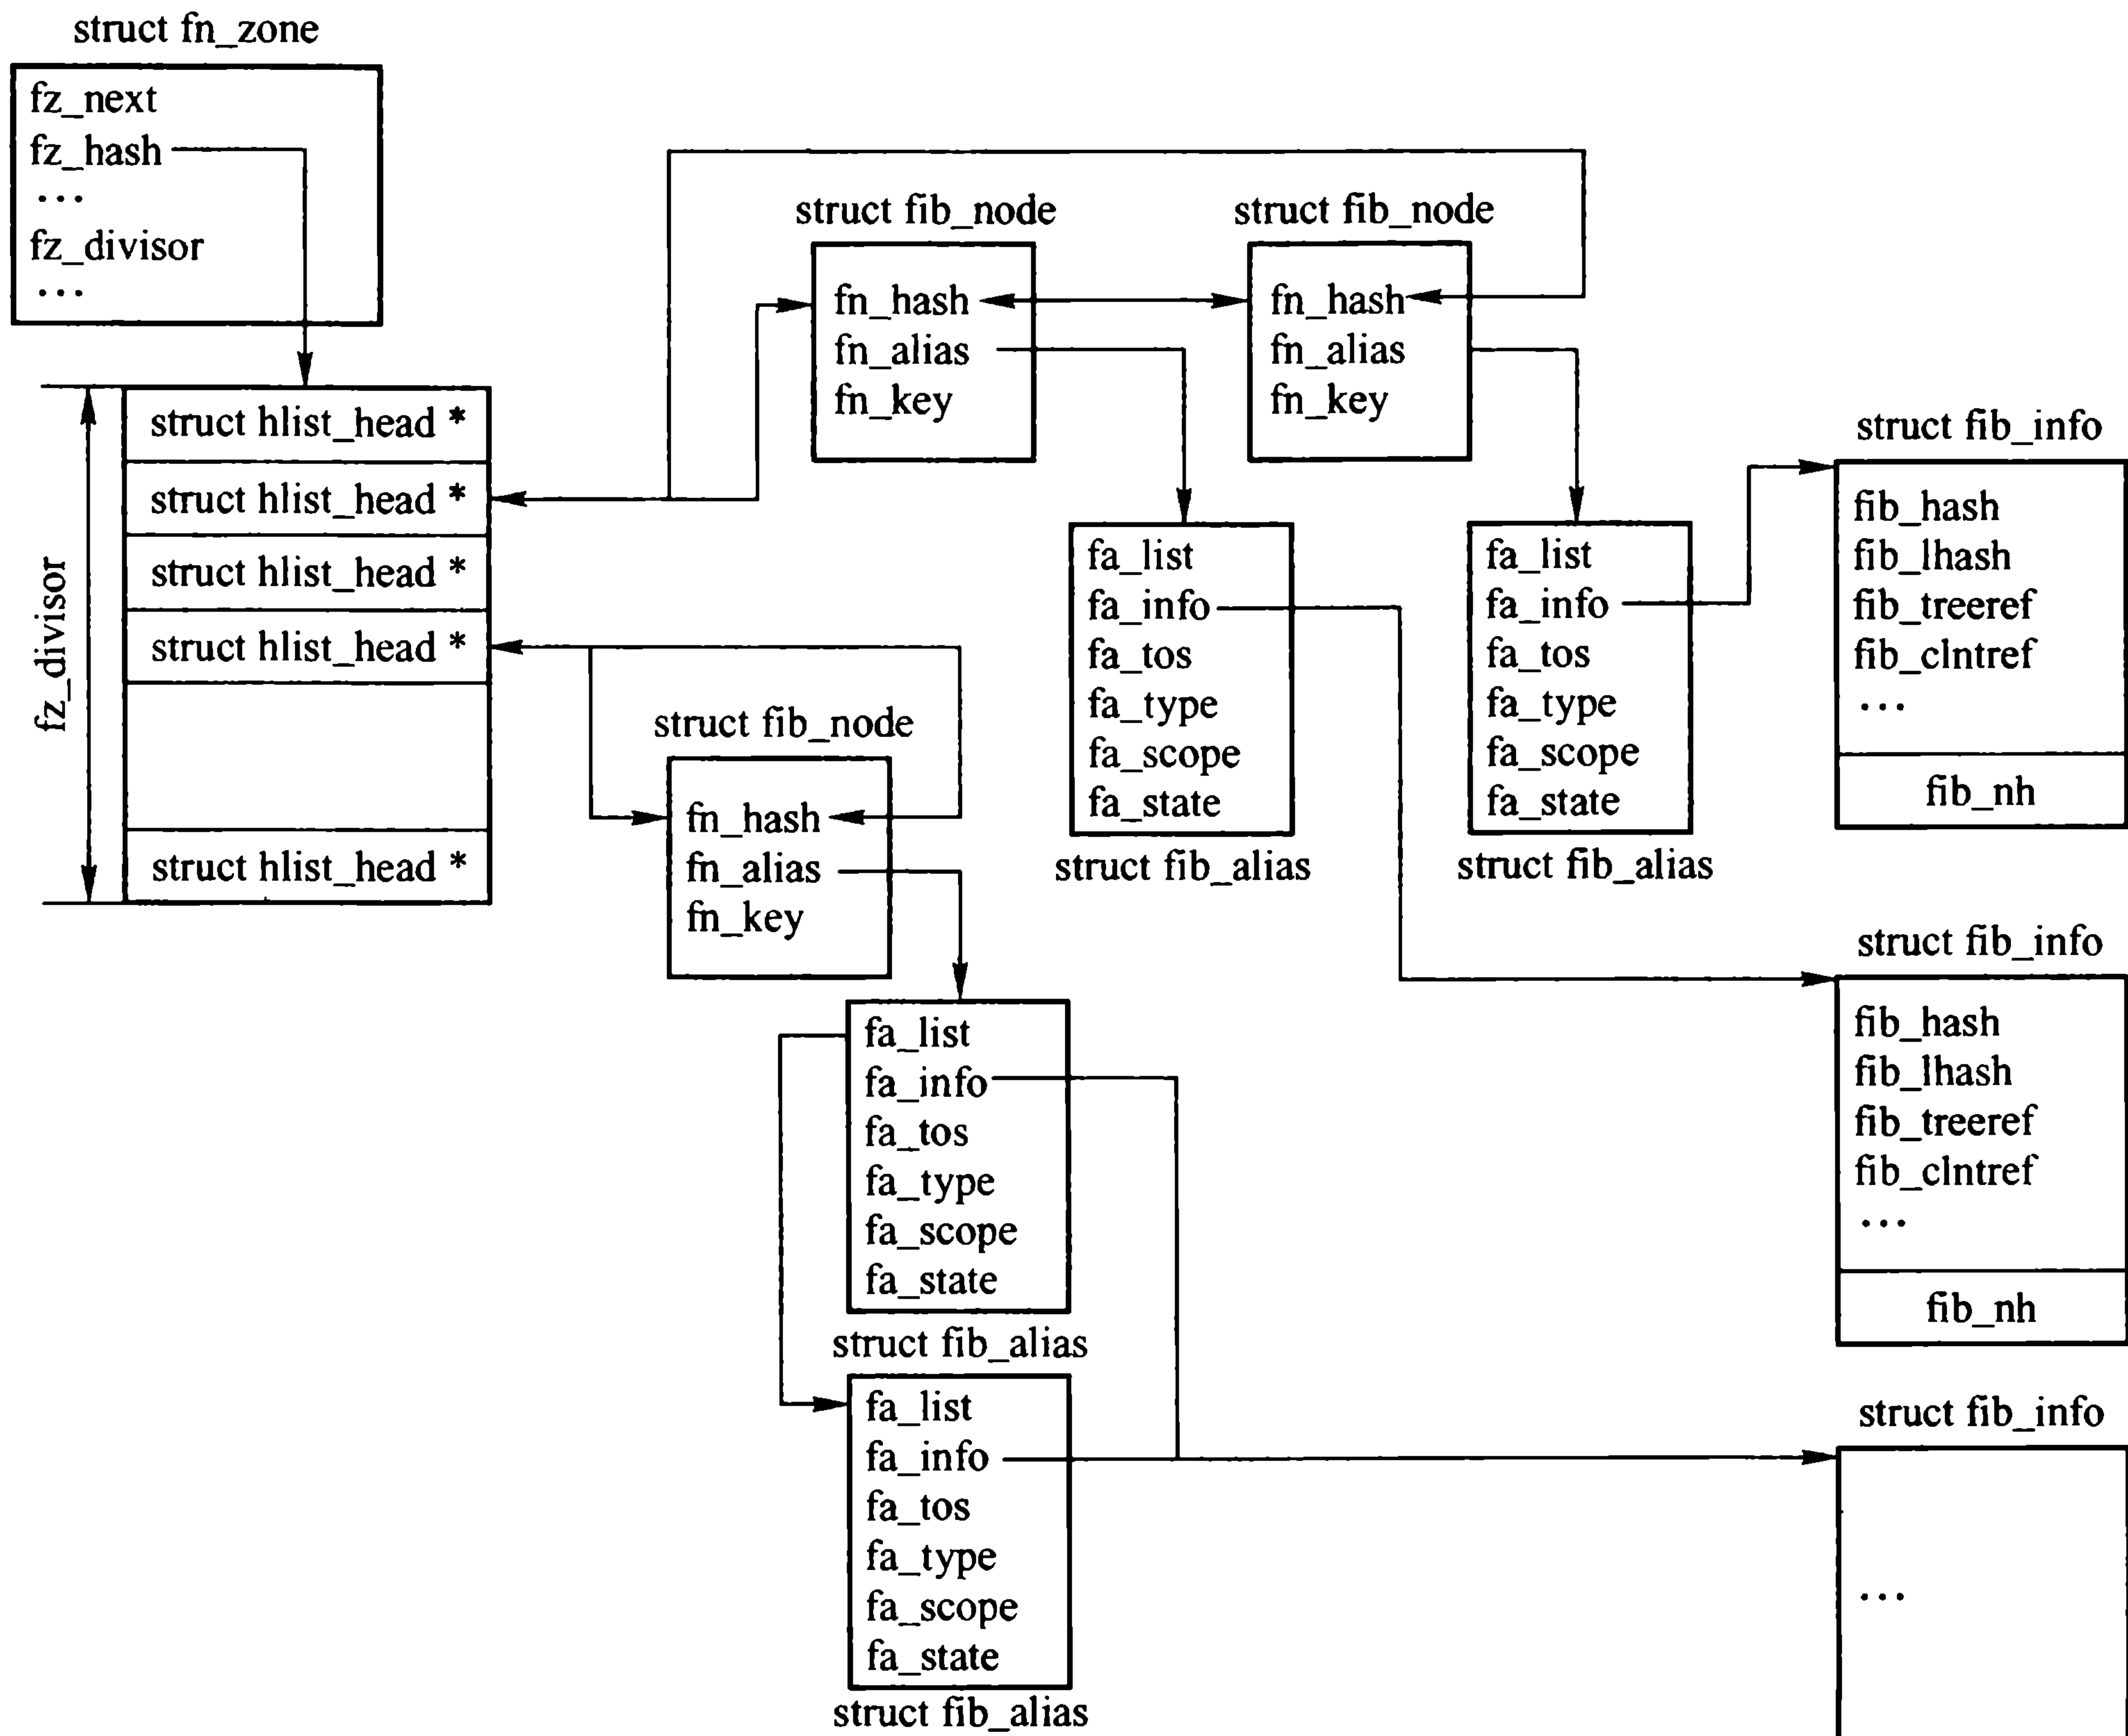 struct fn_zone
fz_next
fz_hash
...
fz_divisor
...
fz_divisor
struct hlist_head *
struct hlist_head *
struct hlist_head *
struct hlist_head *
struct hlist_head *
struct fib_node
fn_hash
fn_alias
fn_key
struct fib_node
fn_hash
fn_alias
fn_key
fa_list
fa_info
fa_tos
fa_type
fa_scope
fa_state
struct fib_alias
fa_list
fa_info
fa_tos
fa_type
fa_scope
fa_state
struct fib_alias
struct fib_info
fib_hash
fib_lhash
fib_treeref
fib_clntref
...
fib_nh
struct fib_node
fn_hash
fn_alias
fn_key
fa_list
fa_info
fa_tos
fa_type
fa_scope
fa_state
struct fib_alias
fa_list
fa_info
fa_tos
fa_type
fa_scope
fa_state
struct fib_alias
struct fib_info
fib_hash
fib_lhash
fib_treeref
fib_clntref
...
fib_nh
struct fib_info
...